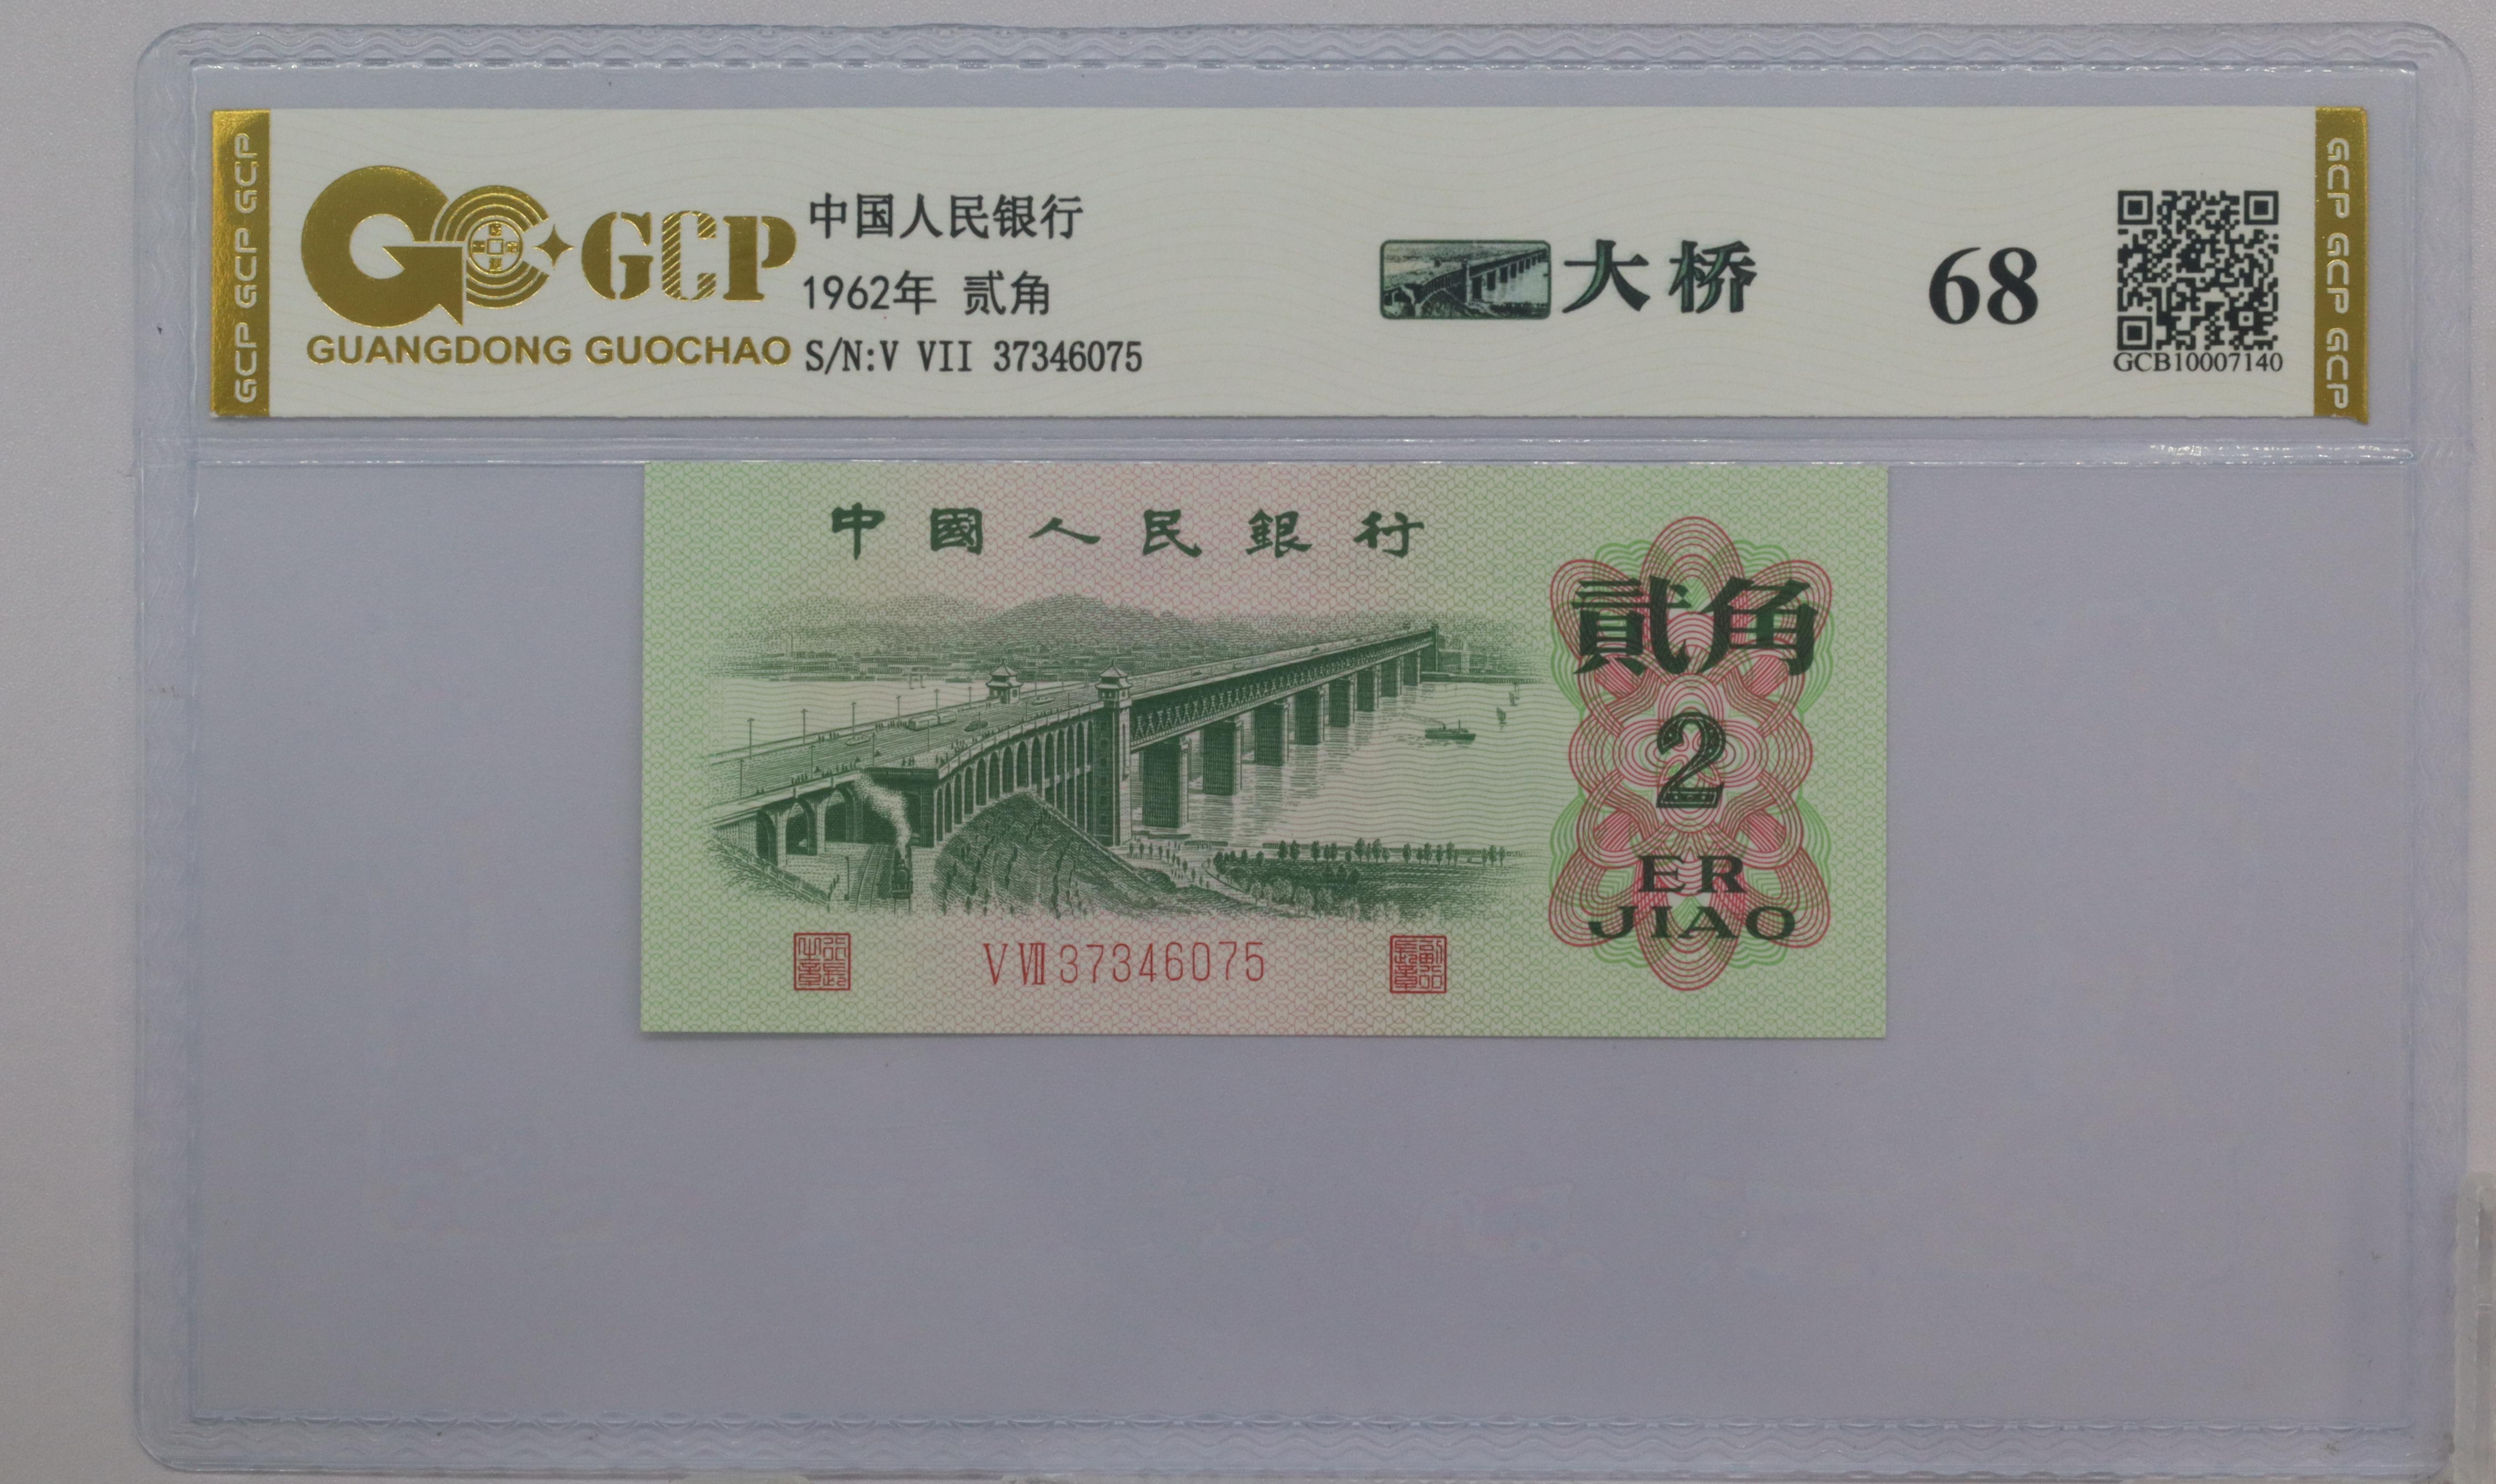 GCP GCP GCP
GCP
GUANGDONG GUOCHAO
中国人民银行
1962年 贰角
S/N:V VII 37346075
大桥
68
GCB10007140
GCP GCP GCP
中國人民銀行
貳角
2
ER
JIAO
V VII 37346075